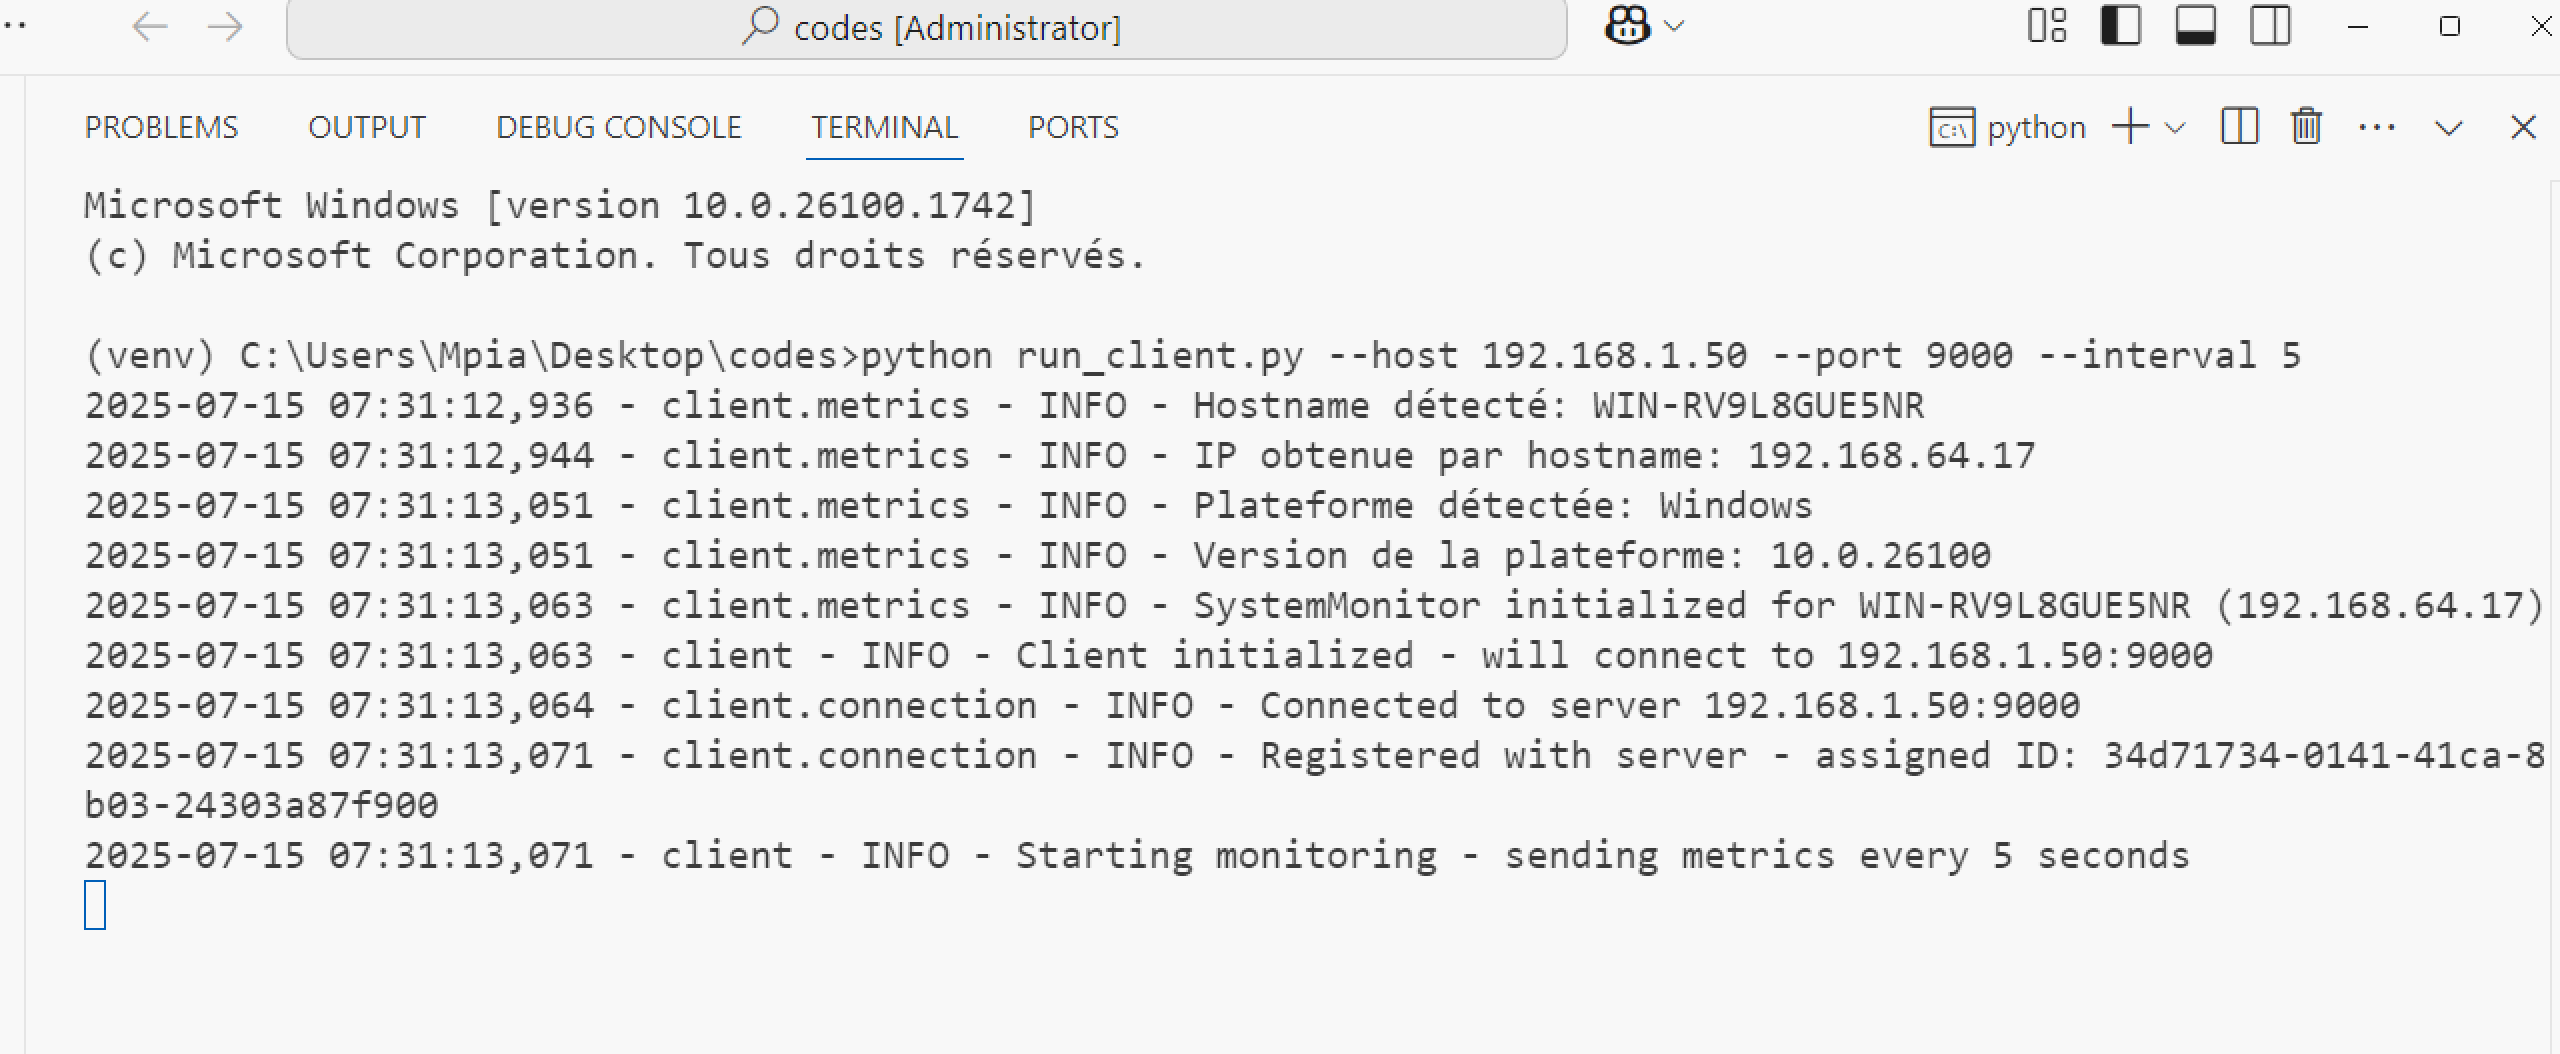 codes [Administrator]
PROBLEMS OUTPUT DEBUG CONSOLE TERMINAL PORTS
python
Microsoft Windows [version 10.0.26100.1742]
(c) Microsoft Corporation. Tous droits réservés.
(venv) C:\Users\Mpia\Desktop\codes>python run_client.py --host 192.168.1.50 --port 9000 --interval 5
2025-07-15 07:31:12,936 - client.metrics - INFO - Hostname détecté: WIN-RV9L8GUE5NR
2025-07-15 07:31:12,944 - client.metrics - INFO - IP obtenue par hostname: 192.168.64.17
2025-07-15 07:31:13,051 - client.metrics - INFO - Plateforme détectée: Windows
2025-07-15 07:31:13,051 - client.metrics - INFO - Version de la plateforme: 10.0.26100
2025-07-15 07:31:13,063 - client.metrics - INFO - SystemMonitor initialized for WIN-RV9L8GUE5NR (192.168.64.17)
2025-07-15 07:31:13,063 - client - INFO - Client initialized - will connect to 192.168.1.50:9000
2025-07-15 07:31:13,064 - client.connection - INFO - Connected to server 192.168.1.50:9000
2025-07-15 07:31:13,071 - client.connection - INFO - Registered with server - assigned ID: 34d71734-0141-41ca-8
b03-24303a87f900
2025-07-15 07:31:13,071 - client - INFO - Starting monitoring - sending metrics every 5 seconds